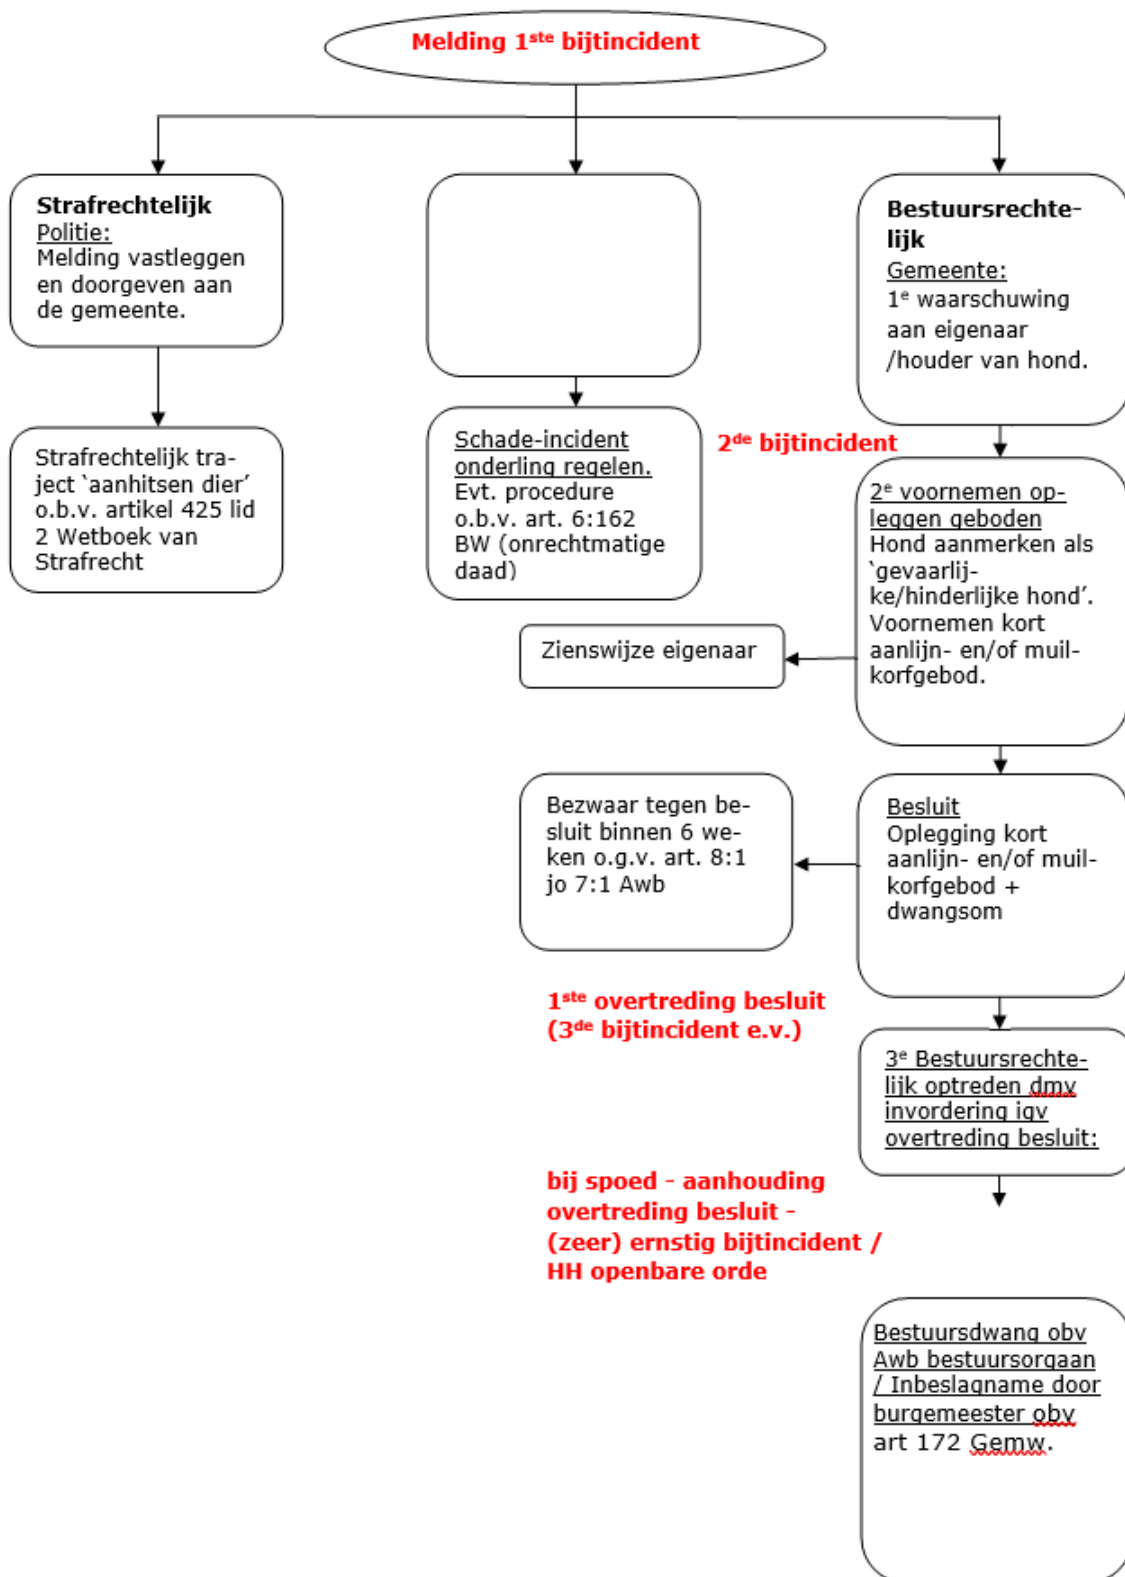 Melding 1ste bijtincident
Strafrechtelijk
Politie:
Melding vastleggen
en doorgeven aan
de gemeente.
Bestuursrechte-
lijk
Gemeente:
1e waarschuwing
aan eigenaar
/houder van hond.
Strafrechtelijk tra-
ject ‘aanhitsen dier’
o.b.v. artikel 425 lid
2 Wetboek van
Strafrecht
Schade-incident
onderling regelen.
Evt. procedure
o.b.v. art. 6:162
BW (onrechtmatige
daad)
2de bijtincident
2e voornemen op-
leggen geboden
Hond aanmerken als
‘gevaarlij-
ke/hinderlijke hond’.
Voornemen kort
aanlijn- en/of muil-
korfgebod.
Zienswijze eigenaar
Bezwaar tegen be-
sluit binnen 6 we-
ken o.g.v. art. 8:1
jo 7:1 Awb
Besluit
Oplegging kort
aanlijn- en/of muil-
korfgebod +
dwangsom
1ste overtreding besluit
(3de bijtincident e.v.)
3e Bestuursrechte-
lijk optreden dmv
invordering igv
overtreding besluit:
bij spoed - aanhouding
overtreding besluit -
(zeer) ernstig bijtincident /
HH openbare orde
Bestuursdwang obv
Awb bestuursorgaan
/ Inbeslagname door
burgemeester obv
art 172 Gemw.